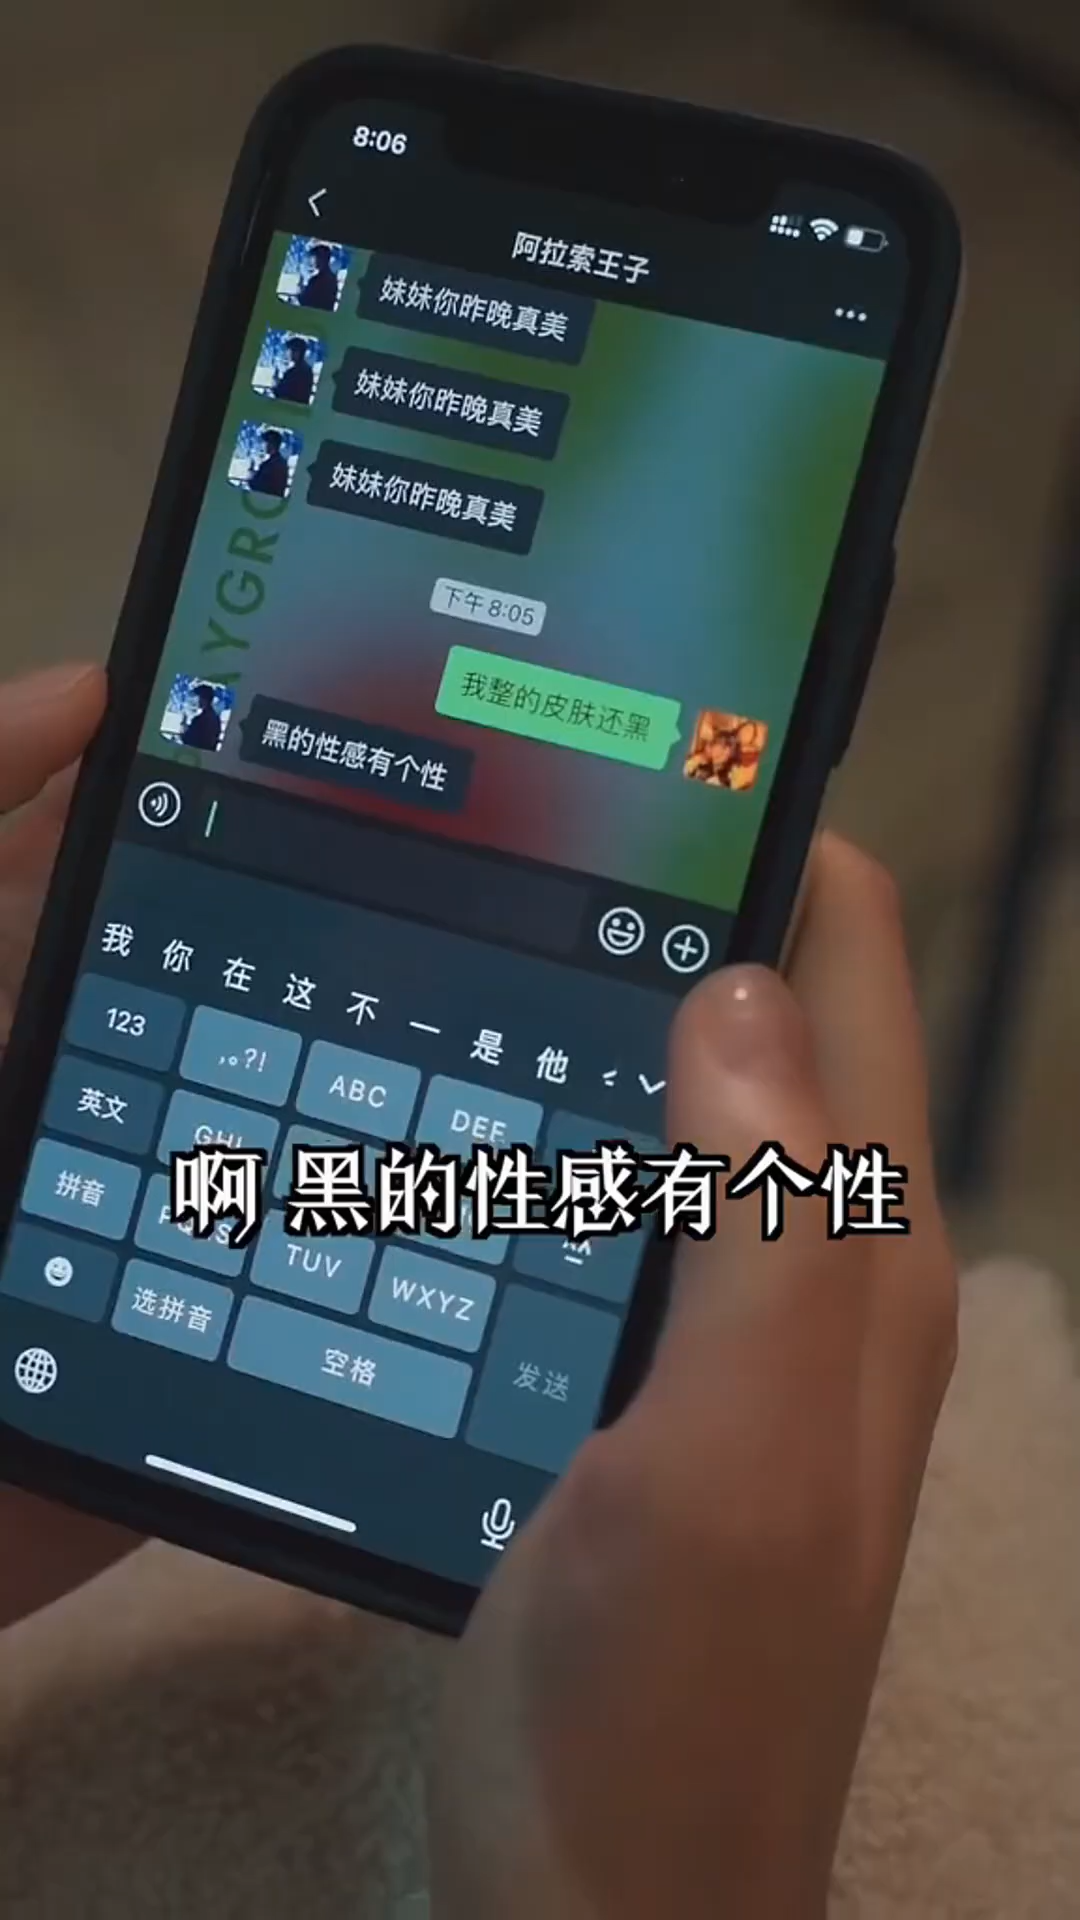 8:06
阿拉索王子
妹妹你昨晚真美
妹妹你昨晚真美
妹妹你昨晚真美
下午 8:05
我整的皮肤还黑
黑的性感有个性
我 你 在 这 不 一 是 他
123
,。?!
ABC
DEF
英文
GHI
啊 黑的性感有个性
拼音
TUV
WXYZ
选拼音
空格
发送